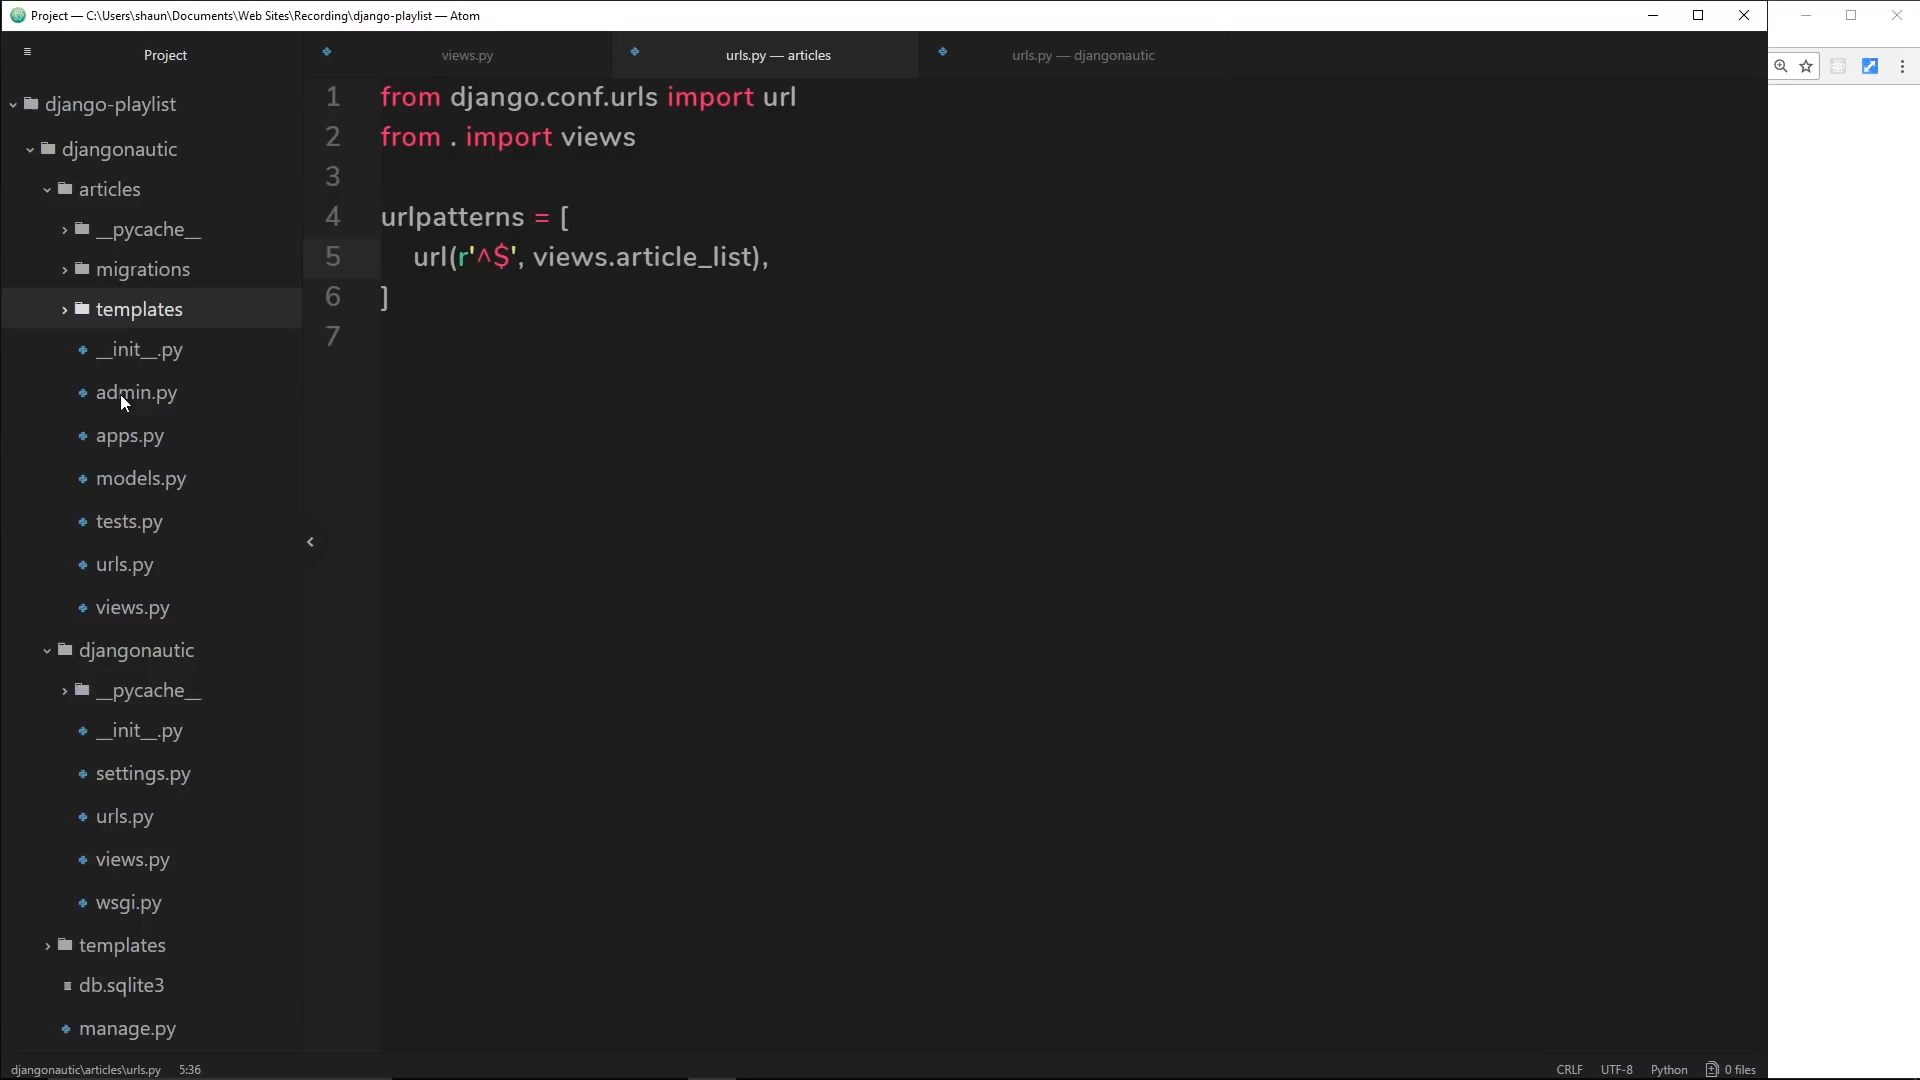 Project — C:\Users\shaun\Documents\Web Sites\Recording\django-playlist — Atom
Project
views.py
urls.py — articles
urls.py — djangonautic
django-playlist
djangonautic
articles
__pycache__
migrations
templates
__init__.py
admin.py
apps.py
models.py
tests.py
urls.py
views.py
djangonautic
__pycache__
__init__.py
settings.py
urls.py
views.py
wsgi.py
templates
db.sqlite3
manage.py
1 from django.conf.urls import url
2 from . import views
3
4 urlpatterns = [
5     url(r'^$', views.article_list),
6 ]
7
djangonautic\articles\urls.py 5:36
CRLF UTF-8 Python 0 files